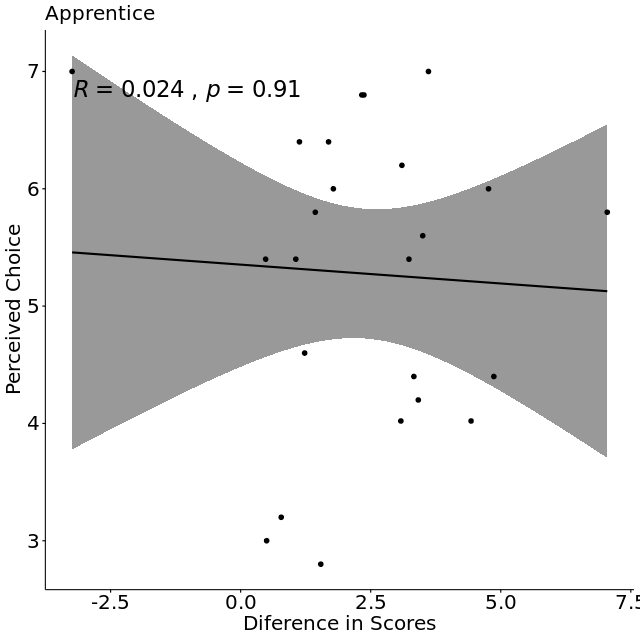 Apprentice
R = 0.024 , p = 0.91
7
6
5
4
3
Perceived Choice
-2.5 0.0 2.5 5.0 7.5
Diference in Scores